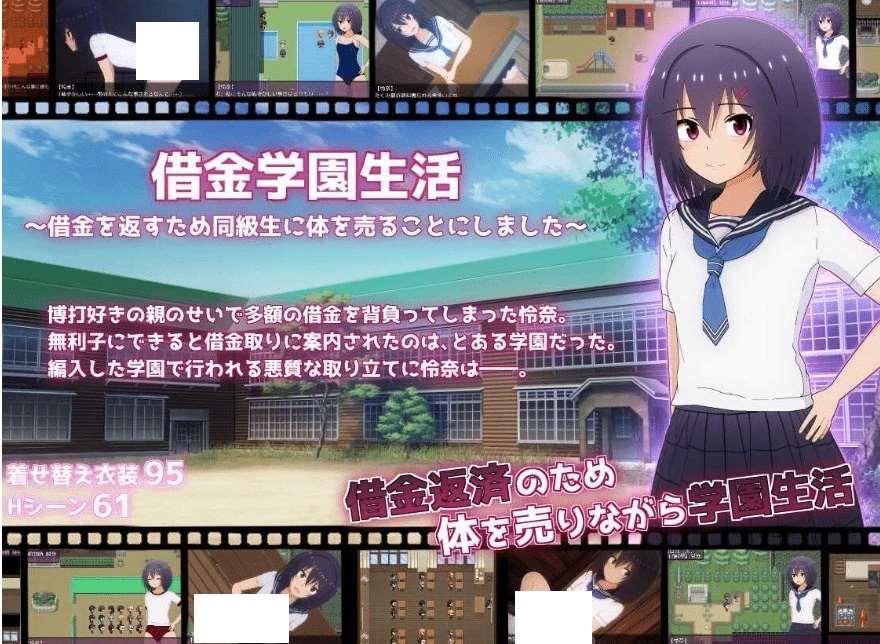 借金学園生活
～借金を返すため同級生に体を売ることにしました～
博打好きの親のせいで多額の借金を背負ってしまった怜奈。
無利子にできると借金取りに案内されたのは、とある学園だった。
編入した学園で行われる悪質な取り立てに怜奈は――。
着せ替え衣装95
Hシーン61
借金返済のため
体を売りながら学園生活